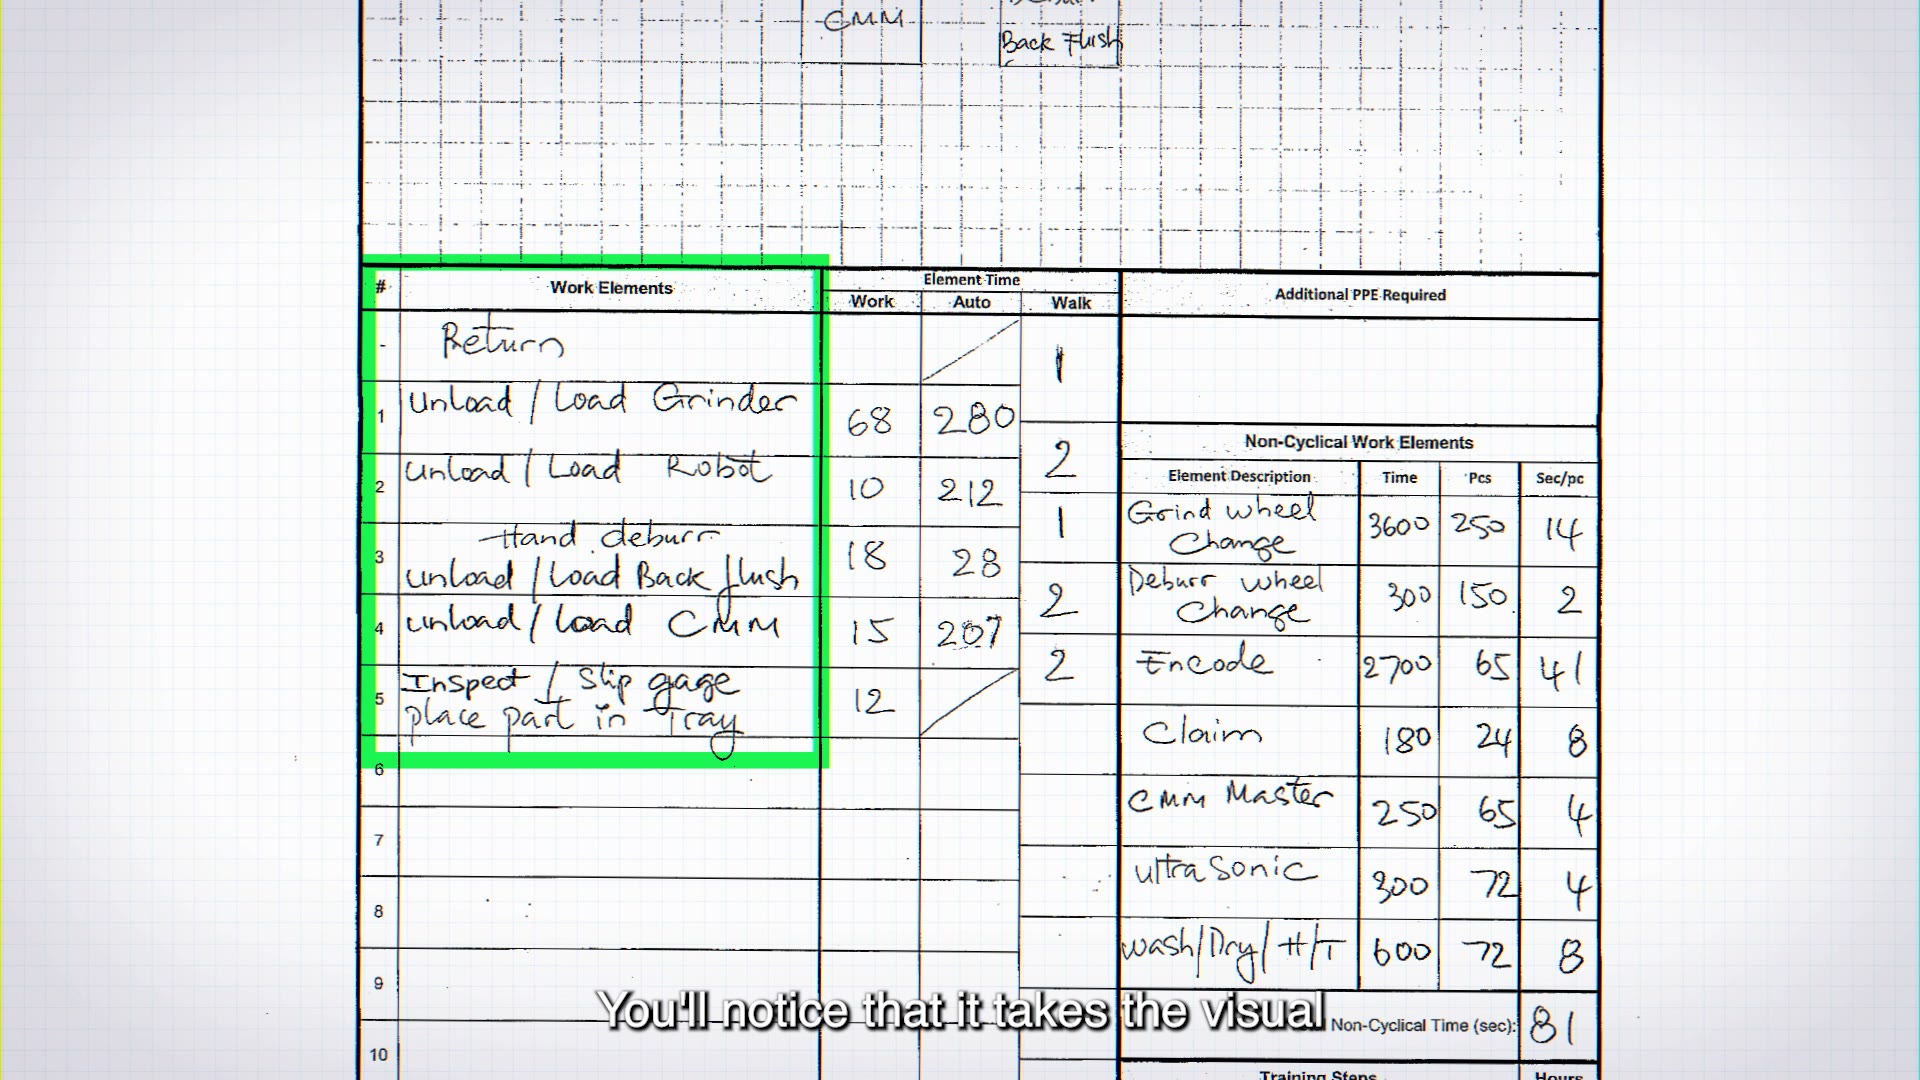 CMM
Back Flush
# Work Elements Element Time Additional PPE Required
Work Auto Walk
- Return 1
1 Unload / Load Grinder 68 280
2
Non-Cyclical Work Elements
Element Description Time Pcs Sec/pc
2 Unload / Load Robot 10 212
1
Grind wheel
Change 3600 250 14
3 Hand deburr
Unload / Load Back flush 18 28
2
Deburr wheel
Change 300 150 2
4 Unload / Load CMM 15 207
2
Encode 2700 65 41
5 Inspect / Slip gage
place part in Tray 12
Claim 180 24 8
6
CMM Master 250 65 4
7
ultra Sonic 300 72 4
8
Wash/Dry/H/T 600 72 8
9
You'll notice that it takes the visual
Non-Cyclical Time (sec): 81
10
Training Steps Hours